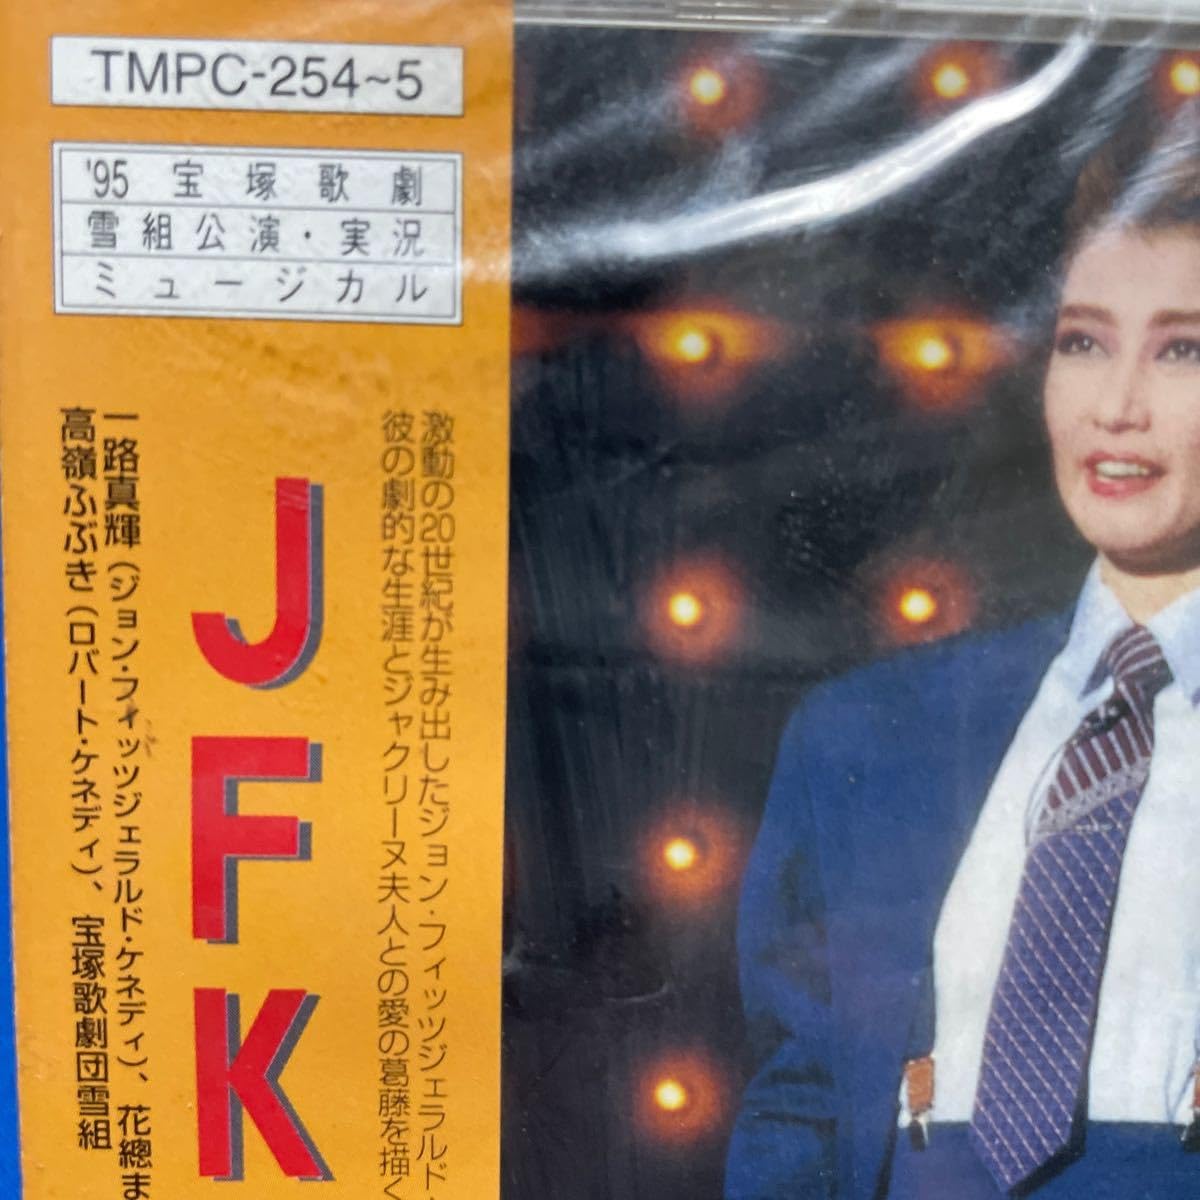 TMPC-254~5
'95 宝塚歌劇
雪組公演・実況
ミュージカル
激動の20世紀が生み出したジョン・フィッツジェラルド・
彼の劇的な生涯とジャクリーヌ夫人との愛の葛藤を描く
JFK
一路真輝(ジョン・フィッツジェラルド・ケネディ)、花總ま
高嶺ふぶき(ロバート・ケネディ)、宝塚歌劇団雪組